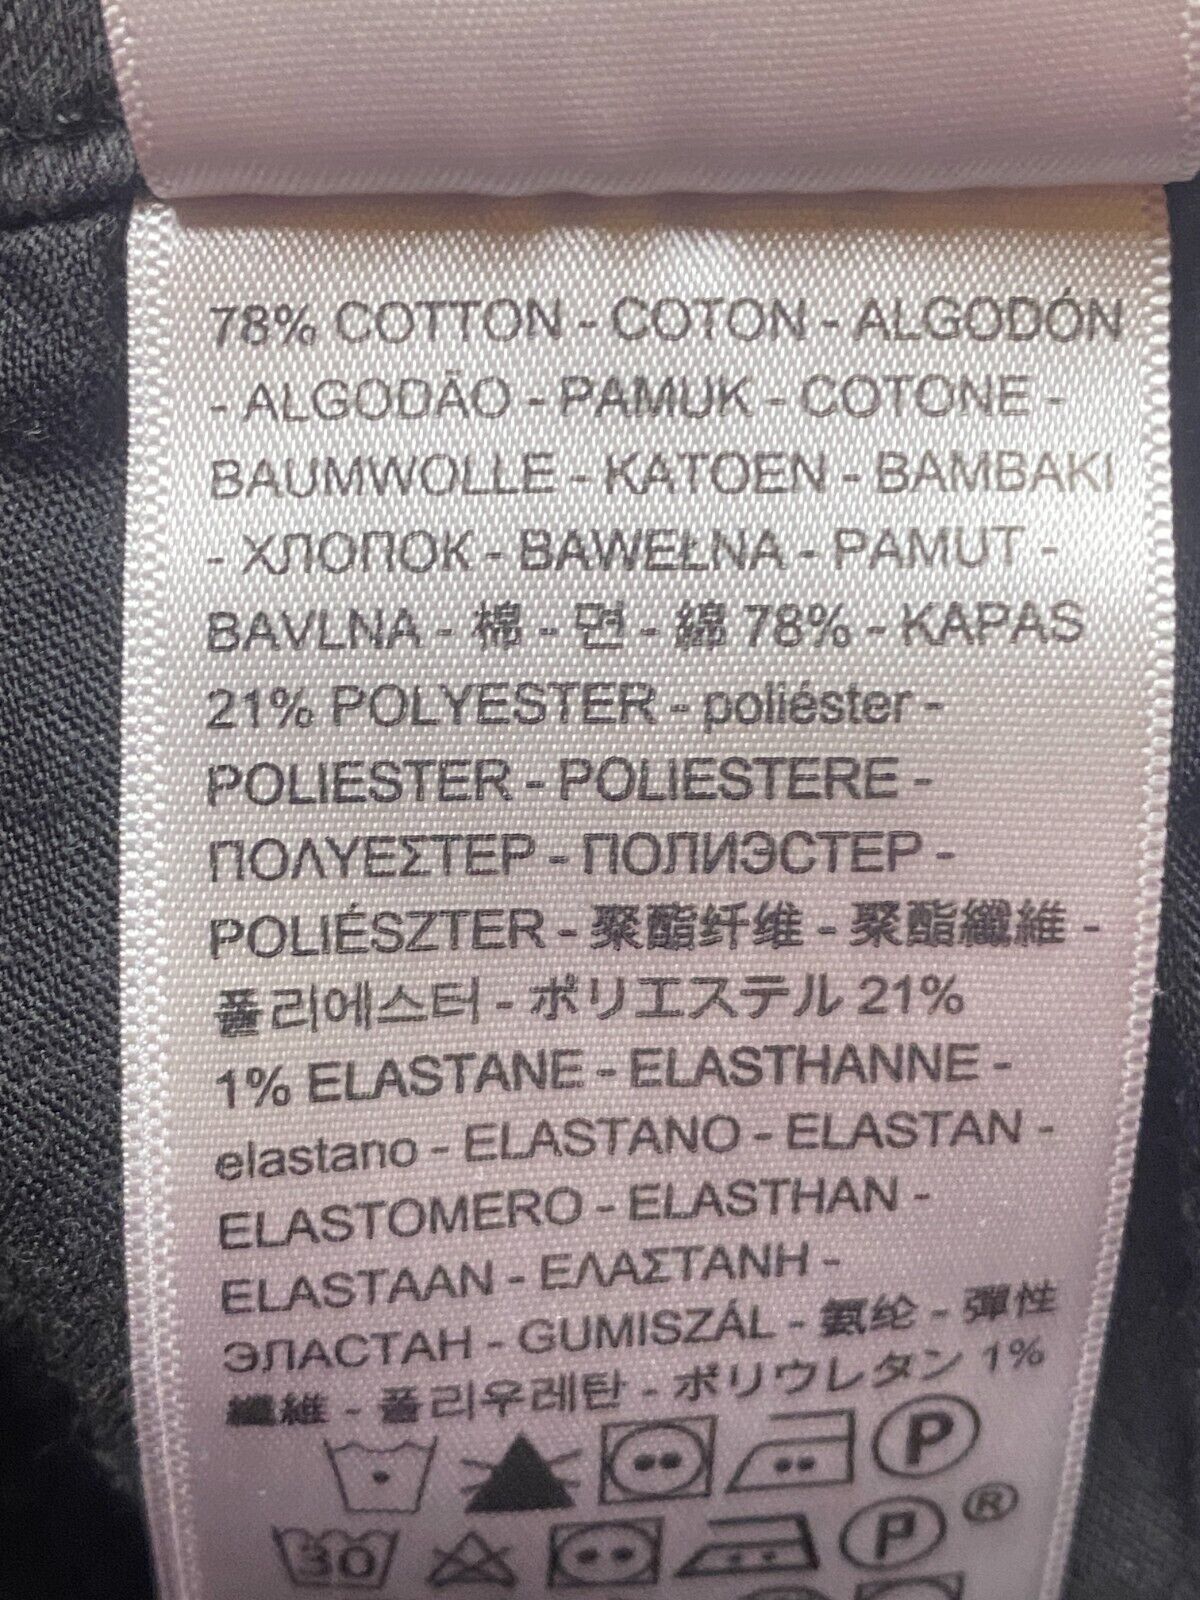 78% COTTON - COTON - ALGODÓN
- ALGODÃO - PAMUK - COTONE -
BAUMWOLLE - KATOEN - BAMBAKI
- ХЛОПОК - BAWEŁNA - PAMUT -
BAVLNA - 棉 - 면 - 綿 78% - KAPAS
21% POLYESTER - poliéster -
POLIESTER - POLIESTERE -
ΠΟΛΥΕΣΤΕΡ - ПОЛИЭСТЕР -
POLIÉSZTER - 聚酯纤维 - 聚酯纖維 -
폴리에스터 - ポリエステル 21%
1% ELASTANE - ELASTHANNE -
elastano - ELASTANO - ELASTAN -
ELASTOMERO - ELASTHAN -
ELASTAAN - ΕΛΑΣΤΑΝΗ -
ЭЛАСТАН - GUMISZÁL - 氨纶 - 彈性
纖維 - 폴리우레탄 - ポリウレタン 1%
P
30 P ®